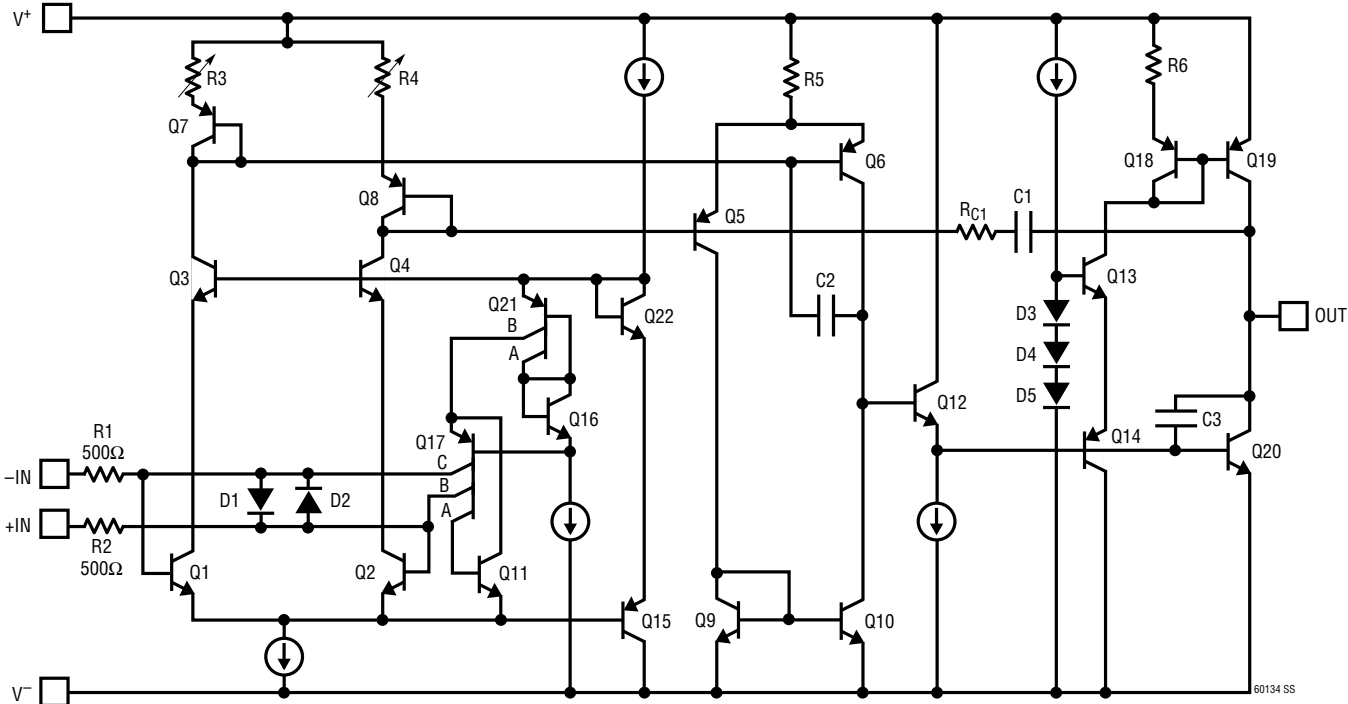 V+
R3
R4
R5
R6
Q7
Q6
Q18
Q19
Q8
Q5
RC1
C1
Q3
Q4
Q13
Q21
B
A
Q22
C2
D3
D4
D5
OUT
Q16
Q12
C3
Q17
Q14
Q20
R1
500Ω
–IN
C
B
A
D1
D2
+IN
R2
500Ω
Q1
Q2
Q11
Q15
Q9
Q10
V–
60134 SS